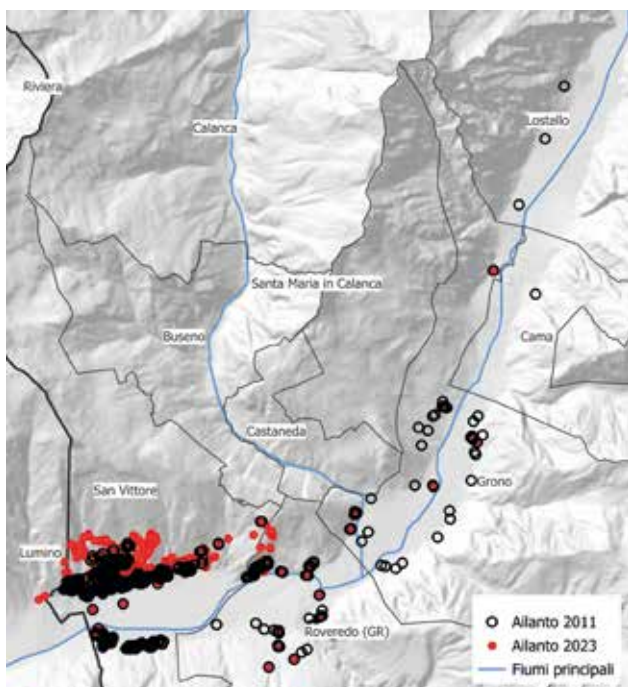 Riviera
Lostallo
Calanca
Santa Maria in Calanca
Buseno
Cama
Castaneda
San Vittore
Grono
Lumino
Roveredo (GR)
Ailanto 2011
Ailanto 2023
Fiumi principali